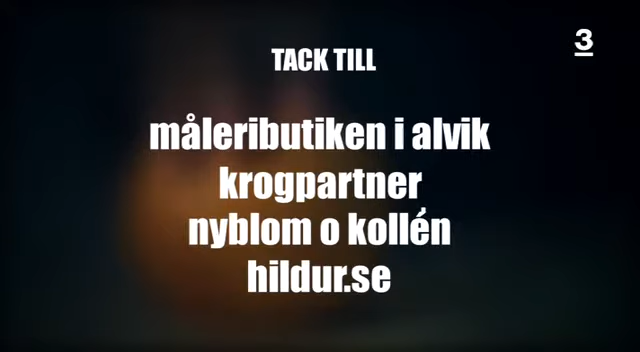 3
TACK TILL
måleributiken i alvik
krogpartner
nyblom o kollén
hildur.se